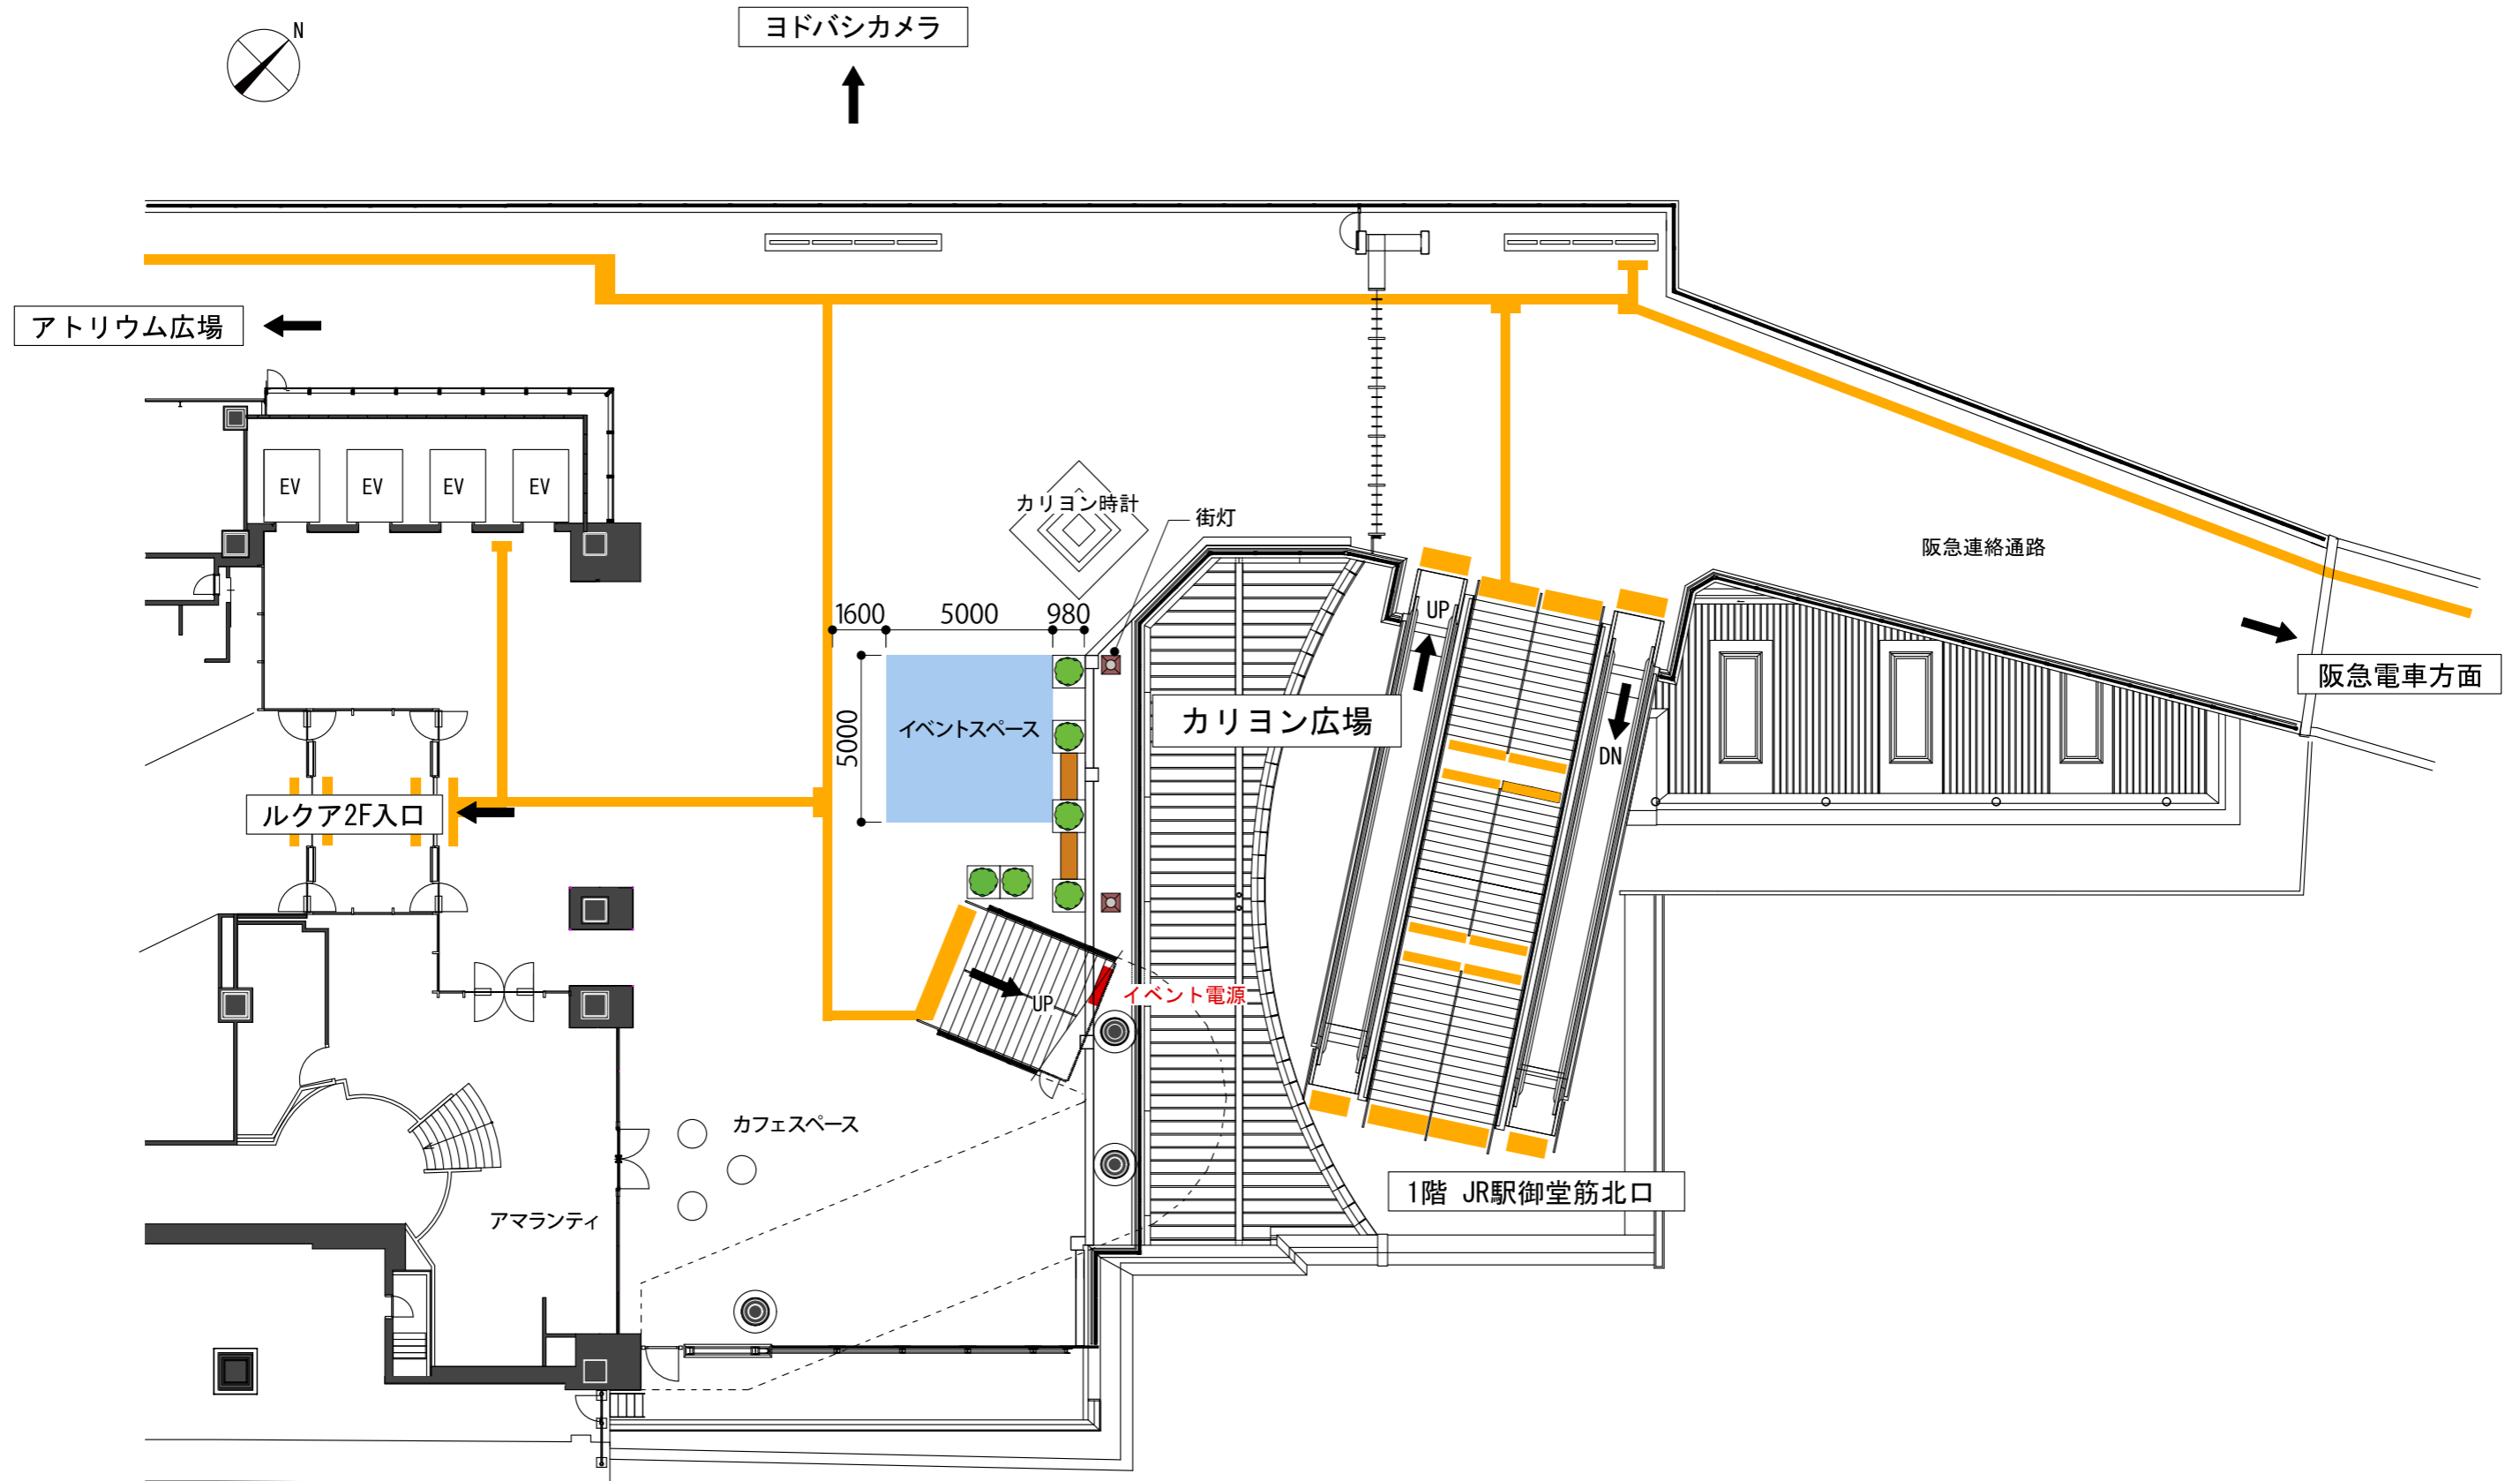 N
ヨドバシカメラ
アトリウム広場
EV
EV
EV
EV
カリヨン時計
街灯
阪急連絡通路
1600
5000
980
UP
阪急電車方面
5000
イベントスペース
カリヨン広場
DN
ルクア2F入口
イベント電源
UP
カフェスペース
アマランティ
1階 JR駅御堂筋北口